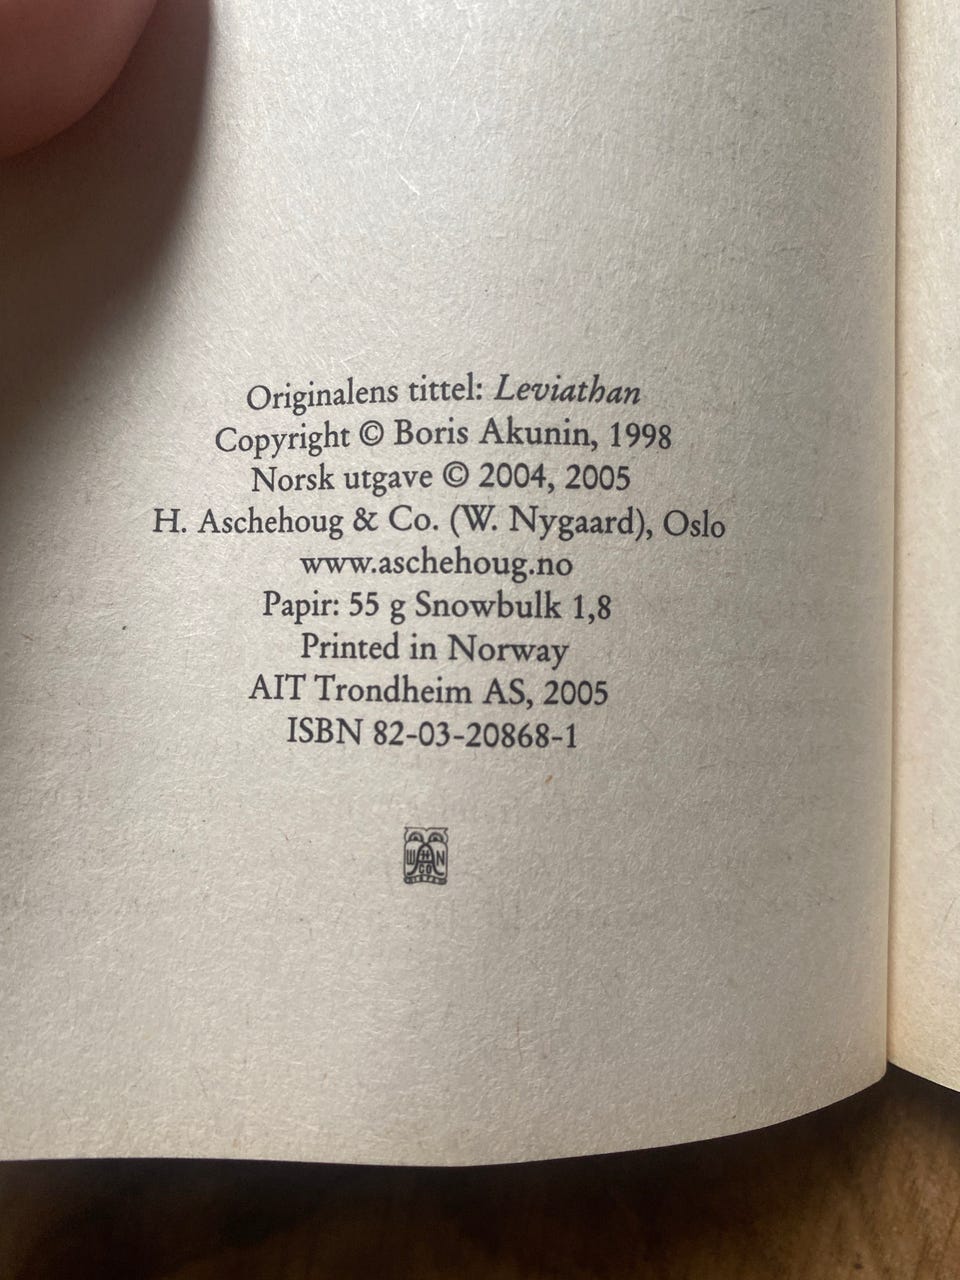 Originalens tittel: Leviathan
Copyright © Boris Akunin, 1998
Norsk utgave © 2004, 2005
H. Aschehoug & Co. (W. Nygaard), Oslo
www.aschehoug.no
Papir: 55 g Snowbulk 1,8
Printed in Norway
AIT Trondheim AS, 2005
ISBN 82-03-20868-1
W H N
CO